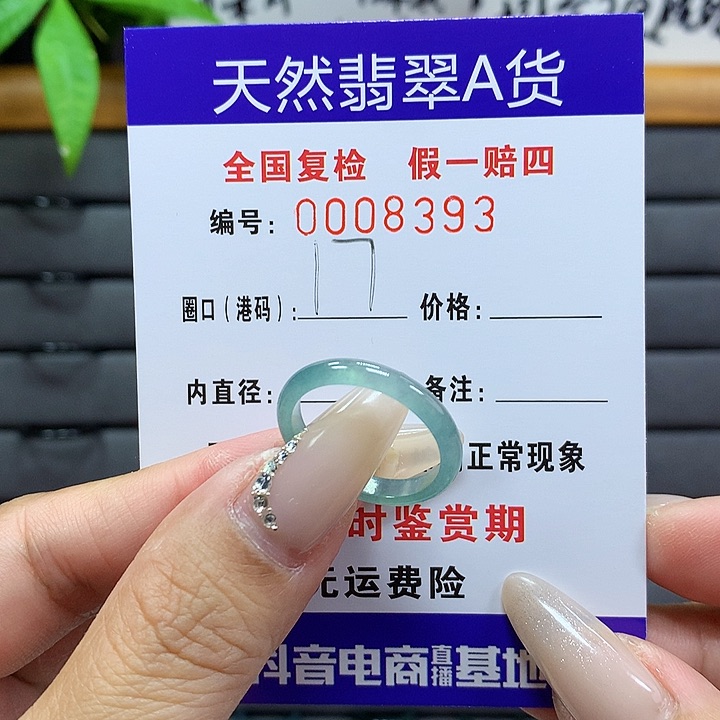 天然翡翠A货
全国复检 假一赔四
编号: 0008393
圈口(港码): 17 价格:
内直径: 备注:
正常现象
时鉴赏期
无运费险
抖音电商直播基地